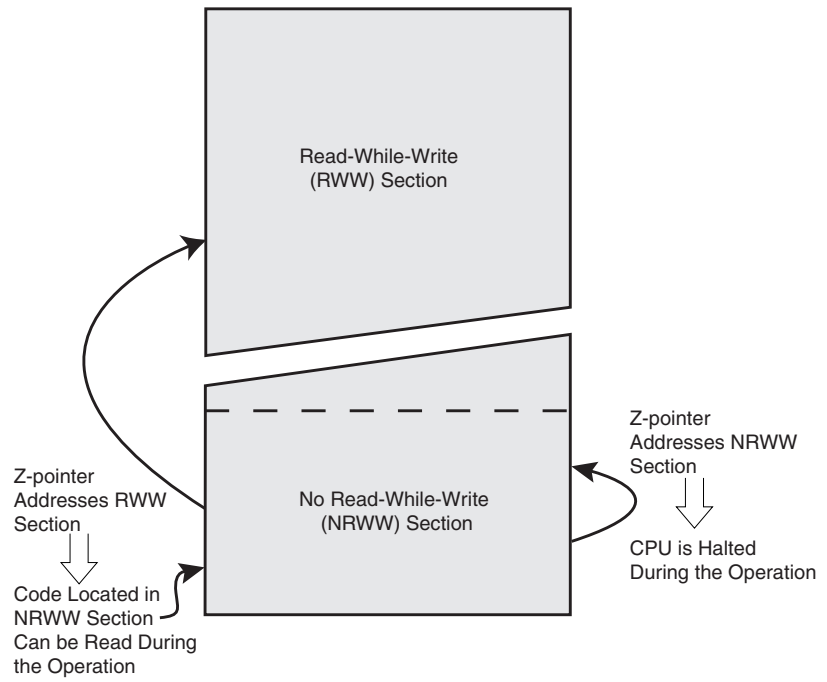 Read-While-Write
(RWW) Section
Z-pointer
Addresses RWW
Section
Code Located in
NRWW Section
Can be Read During
the Operation
No Read-While-Write
(NRWW) Section
Z-pointer
Addresses NRWW
Section
CPU is Halted
During the Operation